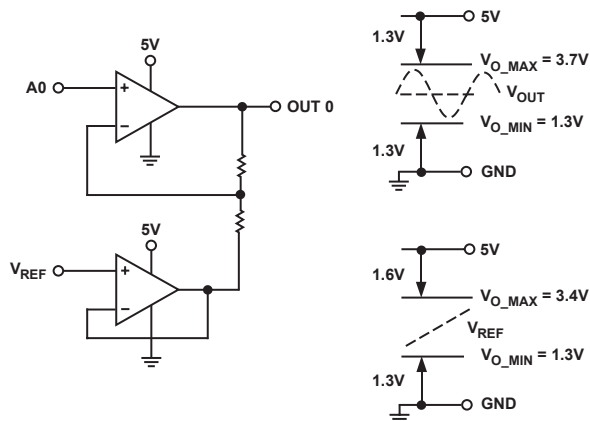 5V
A0
+
−
OUT 0
5V
VREF
+
−
5V
1.3V
VO_MAX = 3.7V
VOUT
VO_MIN = 1.3V
1.3V
GND
5V
1.6V
VO_MAX = 3.4V
VREF
VO_MIN = 1.3V
1.3V
GND